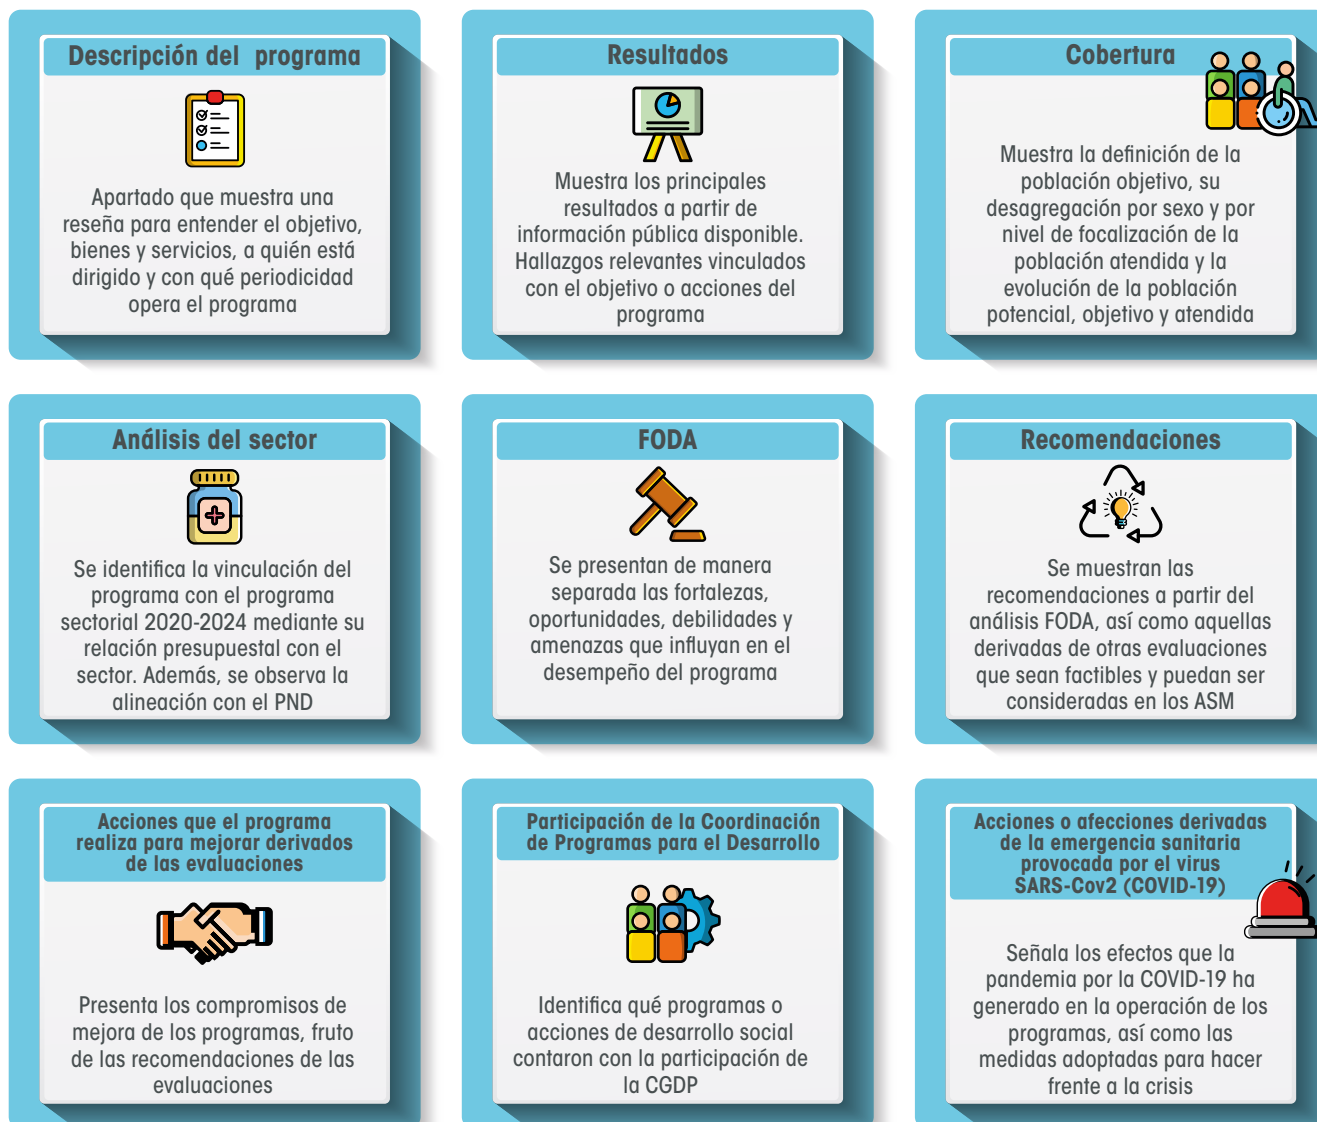 Descripción del programa
Apartado que muestra una
reseña para entender el objetivo,
bienes y servicios, a quién está
dirigido y con qué periodicidad
opera el programa
Resultados
Muestra los principales
resultados a partir de
información pública disponible.
Hallazgos relevantes vinculados
con el objetivo o acciones del
programa
Cobertura
Muestra la definición de la
población objetivo, su
desagregación por sexo y por
nivel de focalización de la
población atendida y la
evolución de la población
potencial, objetivo y atendida
Análisis del sector
Se identifica la vinculación del
programa con el programa
sectorial 2020-2024 mediante su
relación presupuestal con el
sector. Además, se observa la
alineación con el PND
FODA
Se presentan de manera
separada las fortalezas,
oportunidades, debilidades y
amenazas que influyan en el
desempeño del programa
Recomendaciones
Se muestran las
recomendaciones a partir del
análisis FODA, así como aquellas
derivadas de otras evaluaciones
que sean factibles y puedan ser
consideradas en los ASM
Acciones que el programa
realiza para mejorar derivados
de las evaluaciones
Presenta los compromisos de
mejora de los programas, fruto
de las recomendaciones de las
evaluaciones
Participación de la Coordinación
de Programas para el Desarrollo
Identifica qué programas o
acciones de desarrollo social
contaron con la participación de
la CGDP
Acciones o afecciones derivadas
de la emergencia sanitaria
provocada por el virus
SARS-Cov2 (COVID-19)
Señala los efectos que la
pandemia por la COVID-19 ha
generado en la operación de los
programas, así como las
medidas adoptadas para hacer
frente a la crisis